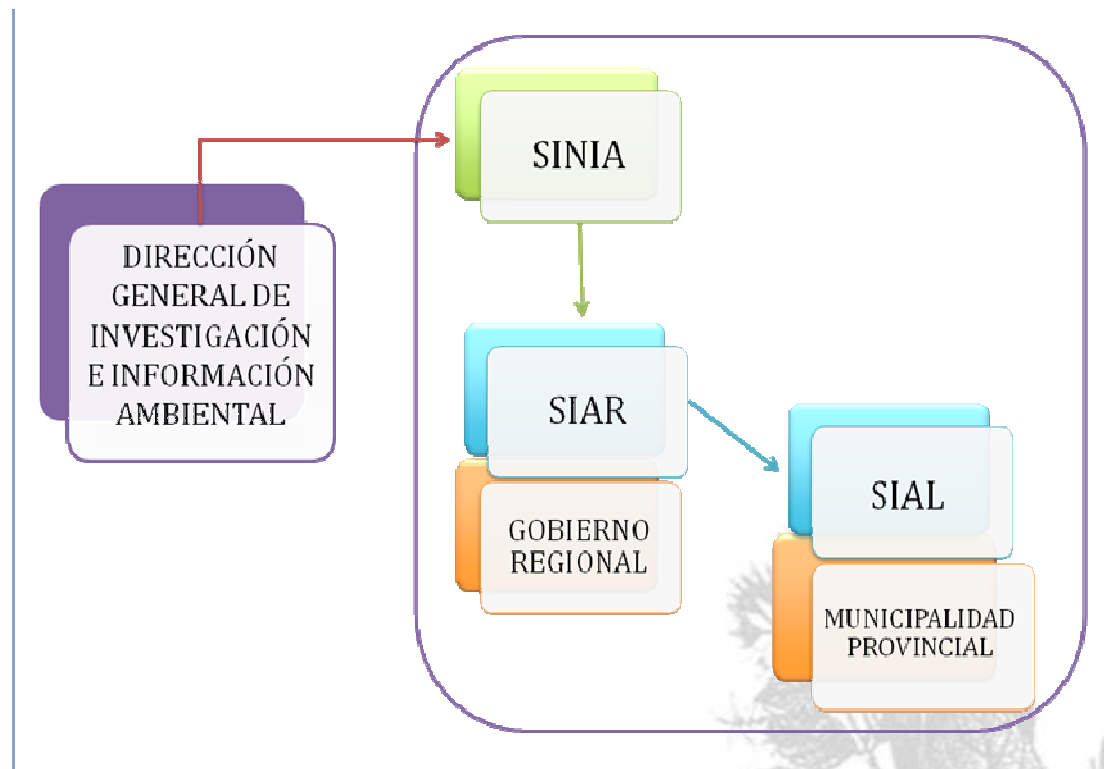 SINIA
DIRECCIÓN
GENERAL DE
INVESTIGACIÓN
E INFORMACIÓN
AMBIENTAL
SIAR
GOBIERNO
REGIONAL
SIAL
MUNICIPALIDAD
PROVINCIAL